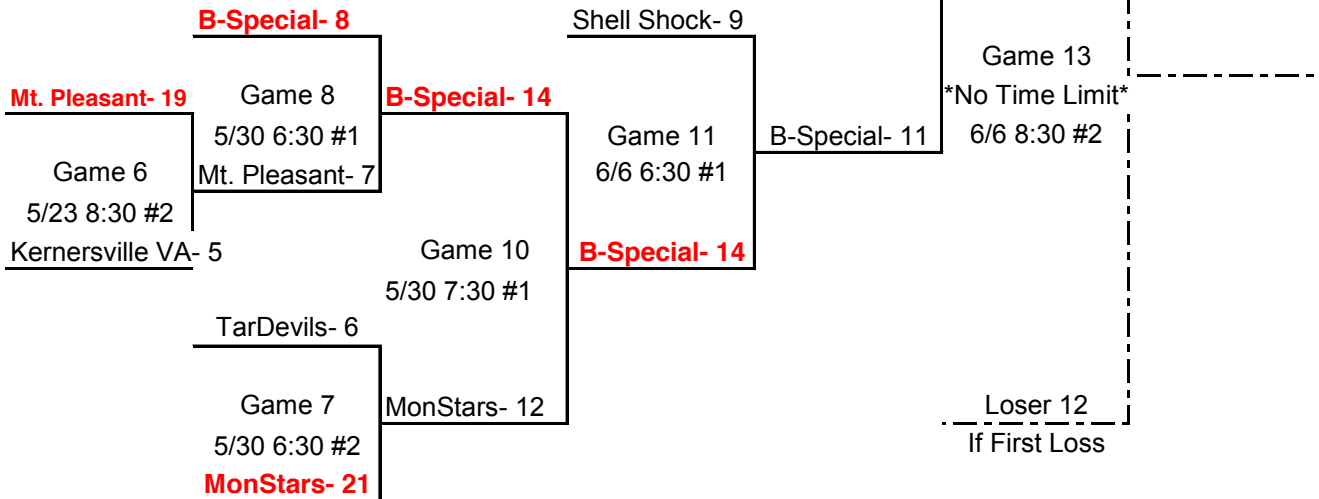 B-Special- 8
Shell Shock- 9
Game 13
Mt. Pleasant- 19
Game 8
B-Special- 14
*No Time Limit*
5/30 6:30 #1
Game 11
B-Special- 11
6/6 8:30 #2
Game 6
Mt. Pleasant- 7
6/6 6:30 #1
5/23 8:30 #2
Kernersville VA- 5
Game 10
B-Special- 14
5/30 7:30 #1
TarDevils- 6
Game 7
MonStars- 12
Loser 12
5/30 6:30 #2
If First Loss
MonStars- 21